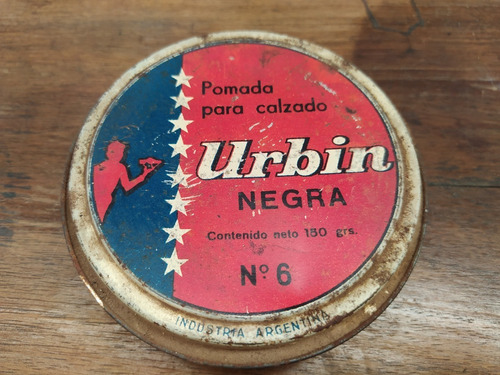 Pomada
para calzado
Urbin
NEGRA
Contenido neto 150 grs.
Nº 6
INDUSTRIA ARGENTINA